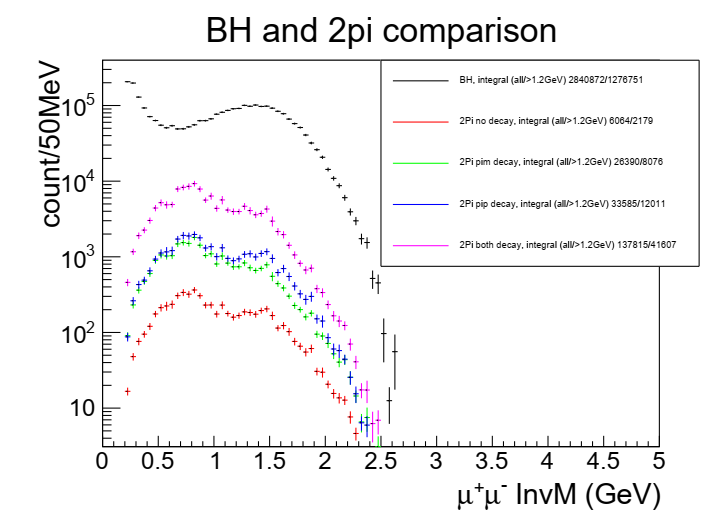 BH and 2pi comparison
count/50MeV
10⁵
10⁴
10³
10²
10
BH, integral (all/>1.2GeV) 2840872/1276751
2Pi no decay, integral (all/>1.2GeV) 6064/2179
2Pi pim decay, integral (all/>1.2GeV) 26390/8076
2Pi pip decay, integral (all/>1.2GeV) 33585/12011
2Pi both decay, integral (all/>1.2GeV) 137815/41607
0 0.5 1 1.5 2 2.5 3 3.5 4 4.5 5
μ⁺μ⁻ InvM (GeV)